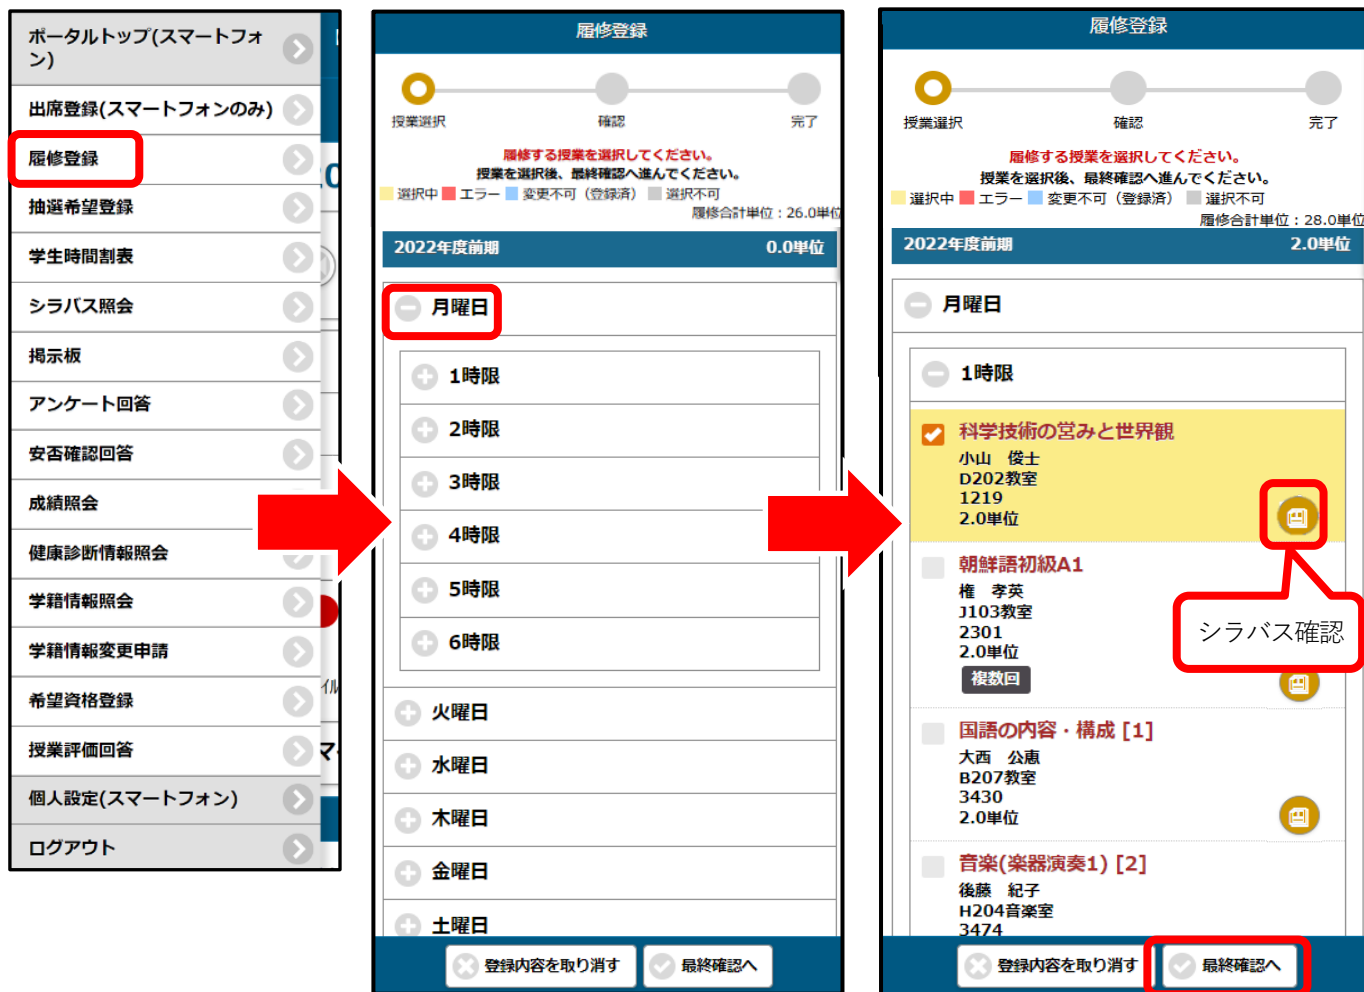 ポータルトップ(スマートフォ
ン)
出席登録(スマートフォンのみ)
履修登録
抽選希望登録
学生時間割表
シラバス照会
掲示板
アンケート回答
安否確認回答
成績照会
健康診断情報照会
学籍情報照会
学籍情報変更申請
希望資格登録
授業評価回答
個人設定(スマートフォン)
ログアウト
履修登録
授業選択 確認 完了
履修する授業を選択してください。
授業を選択後、最終確認へ進んでください。
選択中 エラー 変更不可（登録済） 選択不可
履修合計単位：26.0単位
2022年度前期 0.0単位
月曜日
1時限
2時限
3時限
4時限
5時限
6時限
火曜日
水曜日
木曜日
金曜日
土曜日
登録内容を取り消す 最終確認へ
履修登録
授業選択 確認 完了
履修する授業を選択してください。
授業を選択後、最終確認へ進んでください。
選択中 エラー 変更不可（登録済） 選択不可
履修合計単位：28.0単位
2022年度前期 2.0単位
月曜日
1時限
科学技術の営みと世界観
小山　俊士
D202教室
1219
2.0単位
朝鮮語初級A1
権　孝英
J103教室
2301
2.0単位
複数回
シラバス確認
国語の内容・構成 [1]
大西　公恵
B207教室
3430
2.0単位
音楽(楽器演奏1) [2]
後藤　紀子
H204音楽室
3474
登録内容を取り消す 最終確認へ